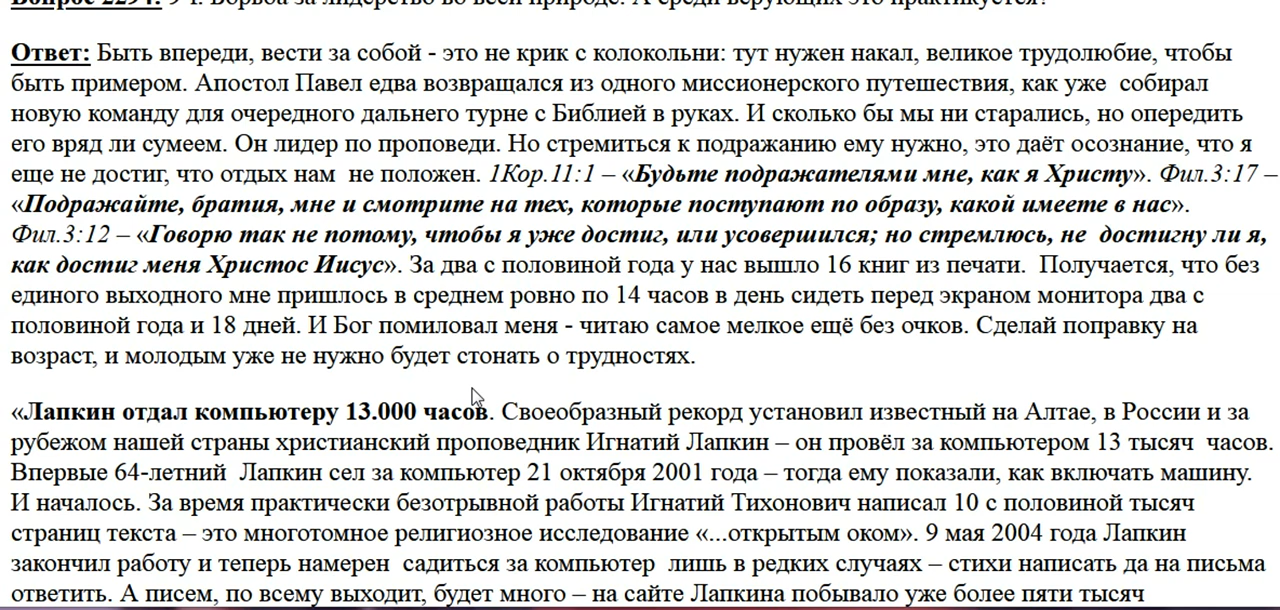 Вопрос 2294: 9 г. Борьба за лидерство во всей природе. А среди верующих это практикуется?
Ответ: Быть впереди, вести за собой - это не крик с колокольни: тут нужен накал, великое трудолюбие, чтобы
быть примером. Апостол Павел едва возвращался из одного миссионерского путешествия, как уже собирал
новую команду для очередного дальнего турне с Библией в руках. И сколько бы мы ни старались, но опередить
его вряд ли сумеем. Он лидер по проповеди. Но стремиться к подражанию ему нужно, это даёт осознание, что я
еще не достиг, что отдых нам не положен. 1Кор.11:1 – «Будьте подражателями мне, как я Христу». Фил.3:17 –
«Подражайте, братия, мне и смотрите на тех, которые поступают по образу, какой имеете в нас».
Фил.3:12 – «Говорю так не потому, чтобы я уже достиг, или усовершился; но стремлюсь, не достигну ли я,
как достиг меня Христос Иисус». За два с половиной года у нас вышло 16 книг из печати. Получается, что без
единого выходного мне пришлось в среднем ровно по 14 часов в день сидеть перед экраном монитора два с
половиной года и 18 дней. И Бог помиловал меня - читаю самое мелкое ещё без очков. Сделай поправку на
возраст, и молодым уже не нужно будет стонать о трудностях.
«Лапкин отдал компьютеру 13.000 часов. Своеобразный рекорд установил известный на Алтае, в России и за
рубежом нашей страны христианский проповедник Игнатий Лапкин – он провёл за компьютером 13 тысяч часов.
Впервые 64-летний Лапкин сел за компьютер 21 октября 2001 года – тогда ему показали, как включать машину.
И началось. За время практически безотрывной работы Игнатий Тихонович написал 10 с половиной тысяч
страниц текста – это многотомное религиозное исследование «...открытым оком». 9 мая 2004 года Лапкин
закончил работу и теперь намерен садиться за компьютер лишь в редких случаях – стихи написать да на письма
ответить. А писем, по всему выходит, будет много – на сайте Лапкина побывало уже более пяти тысяч